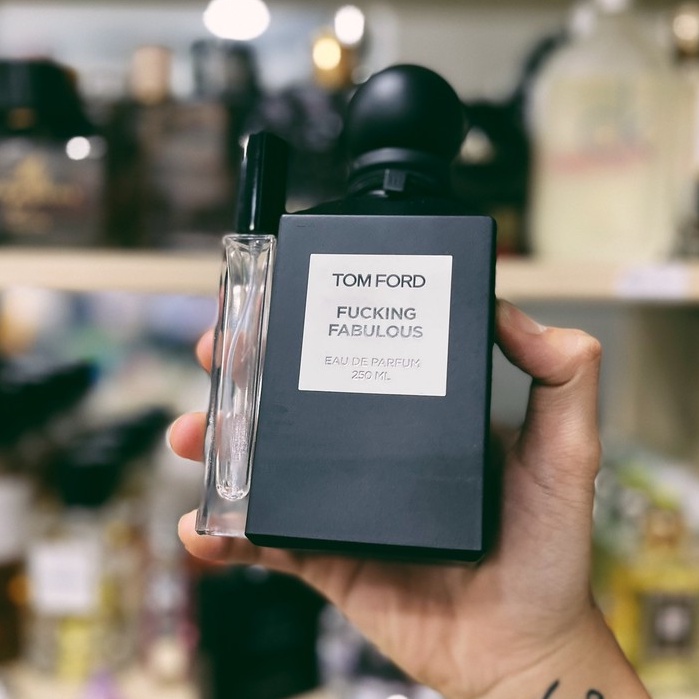 TOM FORD
FUCKING
FABULOUS
EAU DE PARFUM
250 ML